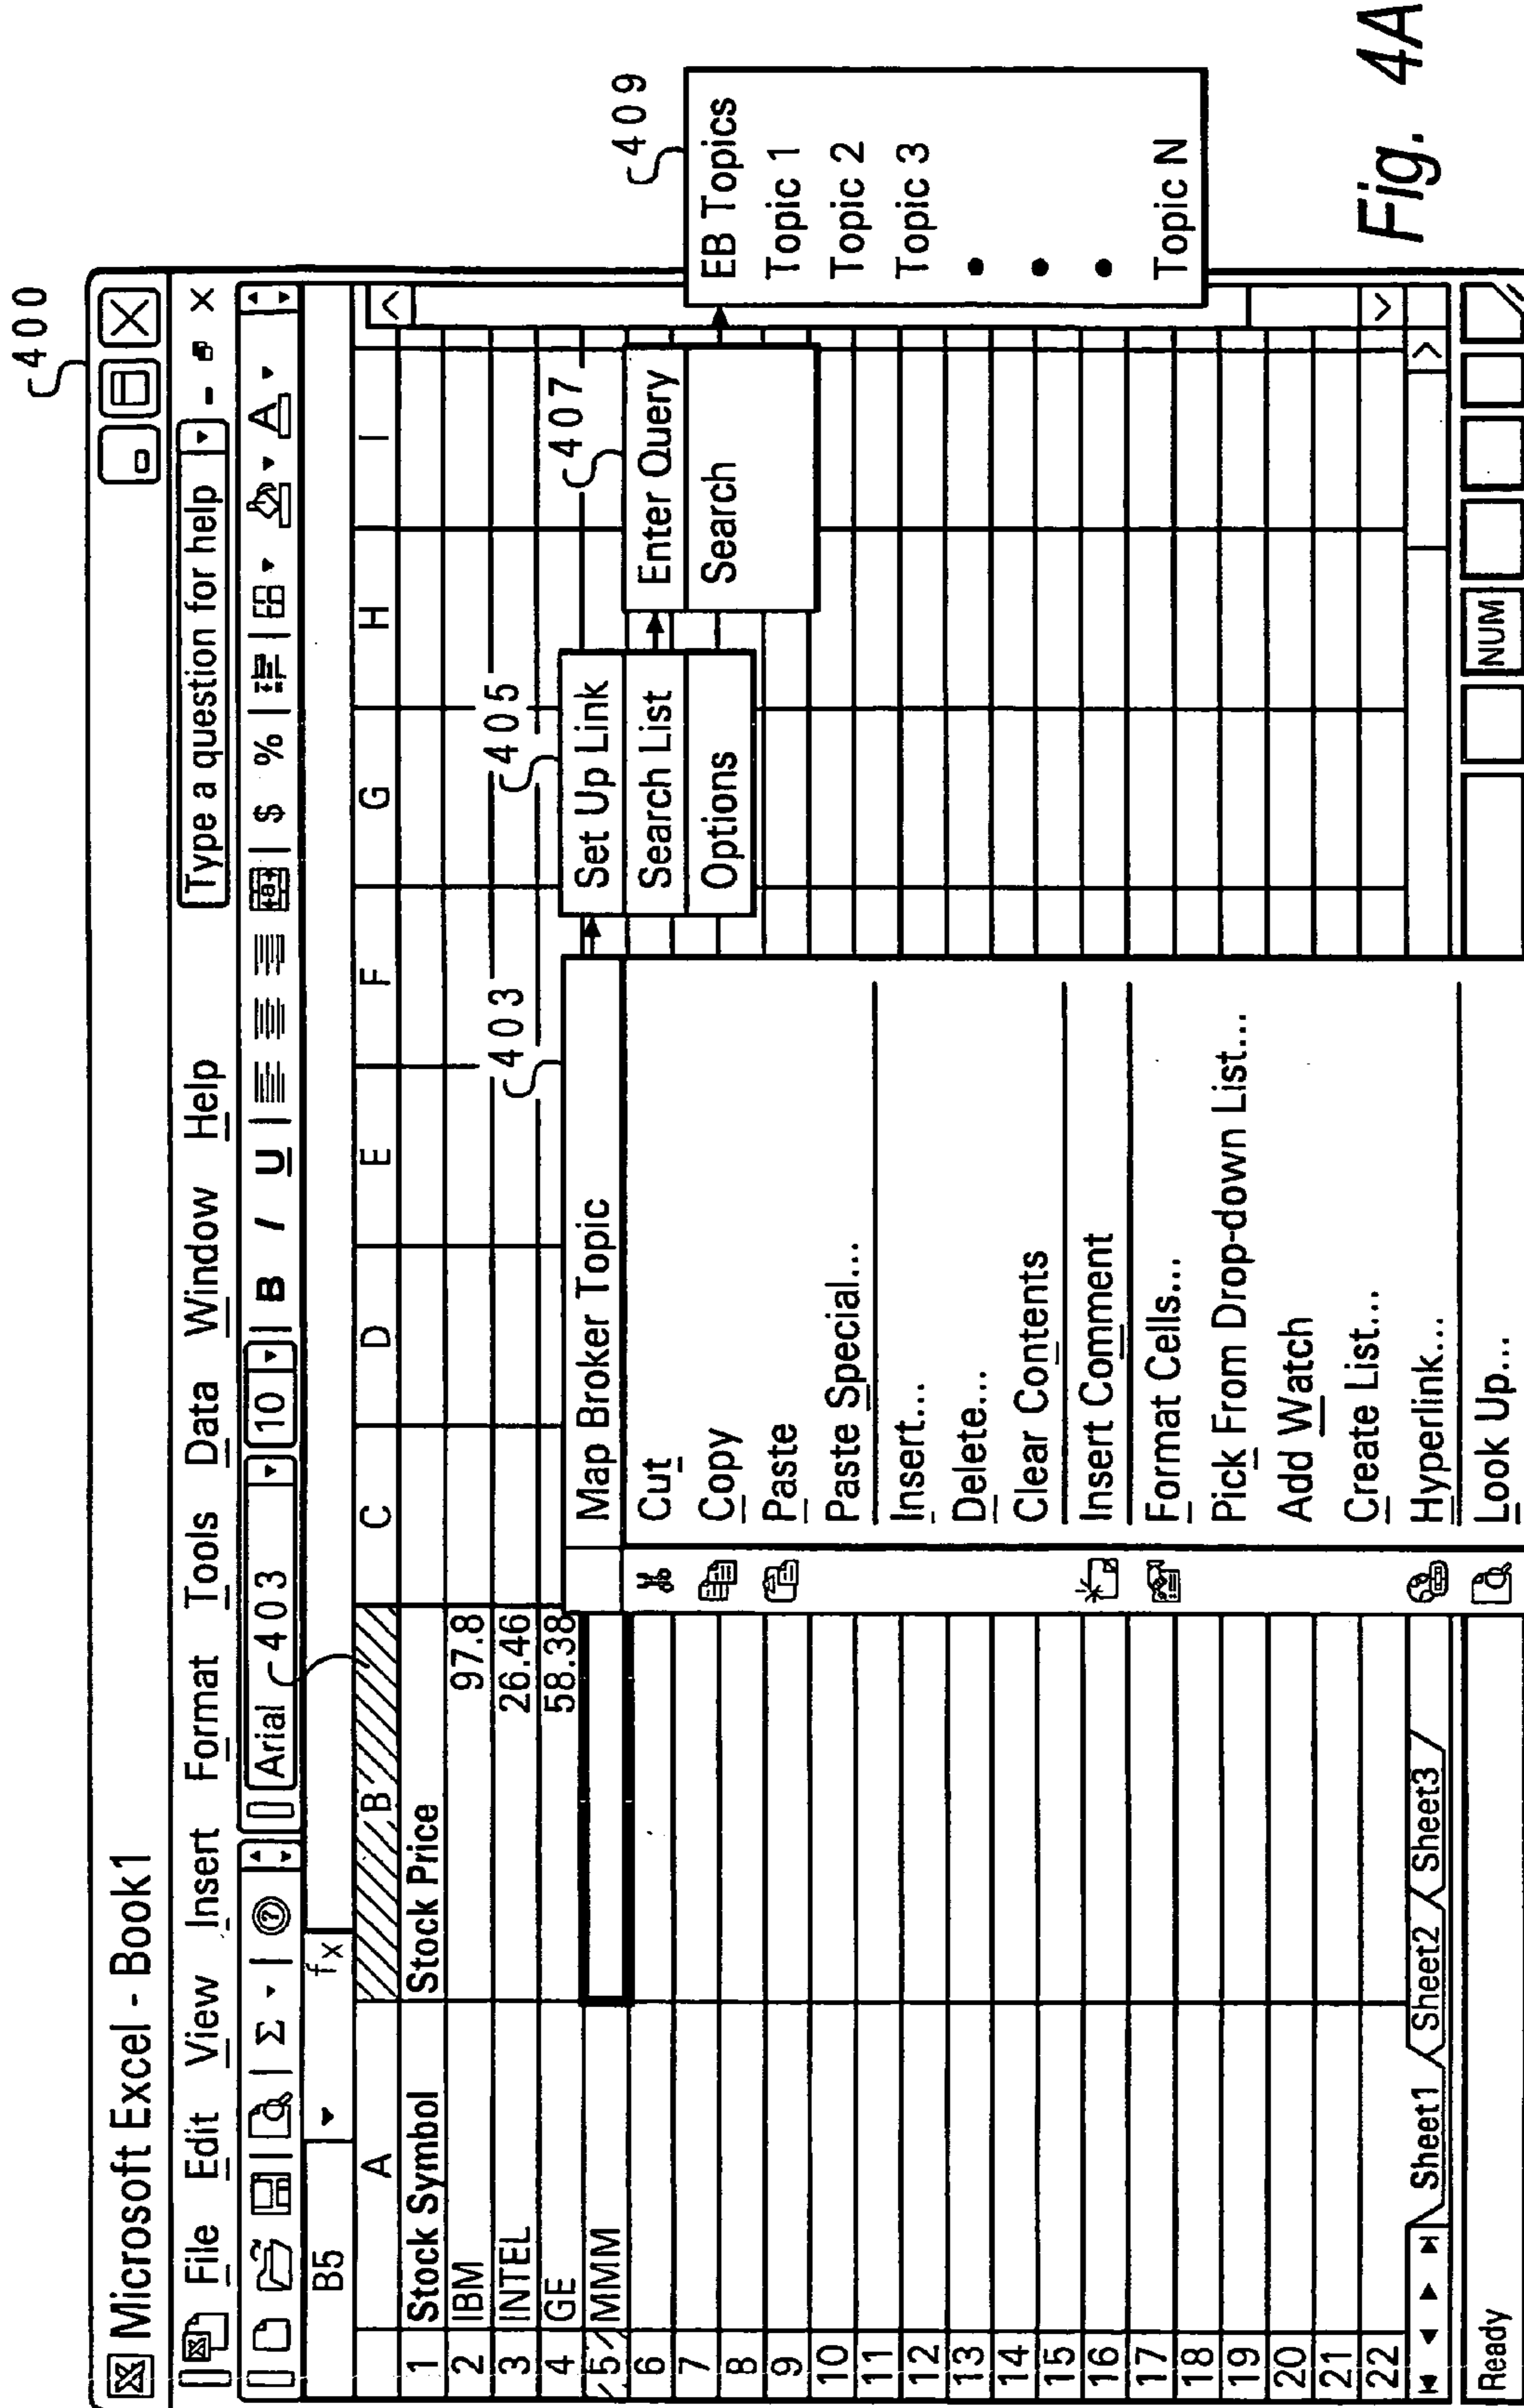 400
Microsoft Excel - Book1
File Edit View Insert Format Tools Data Window Help Type a question for help
Σ Arial 403 10 B I U $ % A
B5 fx
A B C D E F G H I
1 Stock Symbol Stock Price
2 IBM 97.8
3 INTEL 26.46
4 GE 58.38
5 MMM
6
7
8
9
10
11
12
13
14
15
16
17
18
19
20
21
22
403
Map Broker Topic
Cut
Copy
Paste
Paste Special...
Insert...
Delete...
Clear Contents
Insert Comment
Format Cells...
Pick From Drop-down List...
Add Watch
Create List...
Hyperlink...
Look Up...
405
Set Up Link
Search List
Options
407
Enter Query
Search
409
EB Topics
Topic 1
Topic 2
Topic 3
•
•
•
Topic N
Sheet1 Sheet2 Sheet3
Ready NUM
Fig. 4A